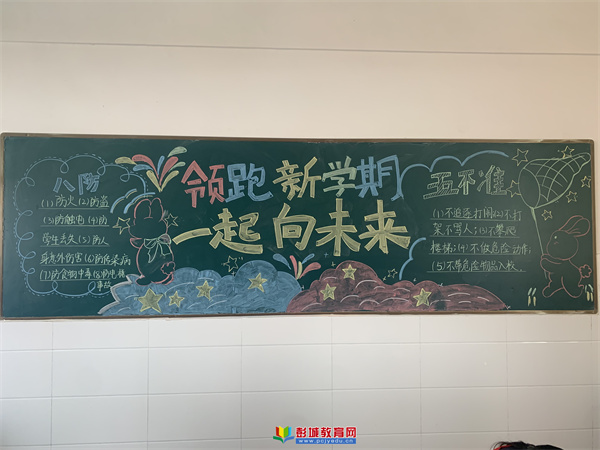 八防
(1)防火(2)防盗
(3)防触电(4)防
学生丢失(5)防人
身意外伤害(6)防传染病
(7)防食物中毒(8)防电梯
事故
领跑新学期
一起向未来
五不准
(1)不追逐打闹(2)不打
架不骂人;(3)不攀爬
楼梯;(4)不做危险动作;
(5)不带危险物品入校。
彭城教育网
www.pcjyedu.cn